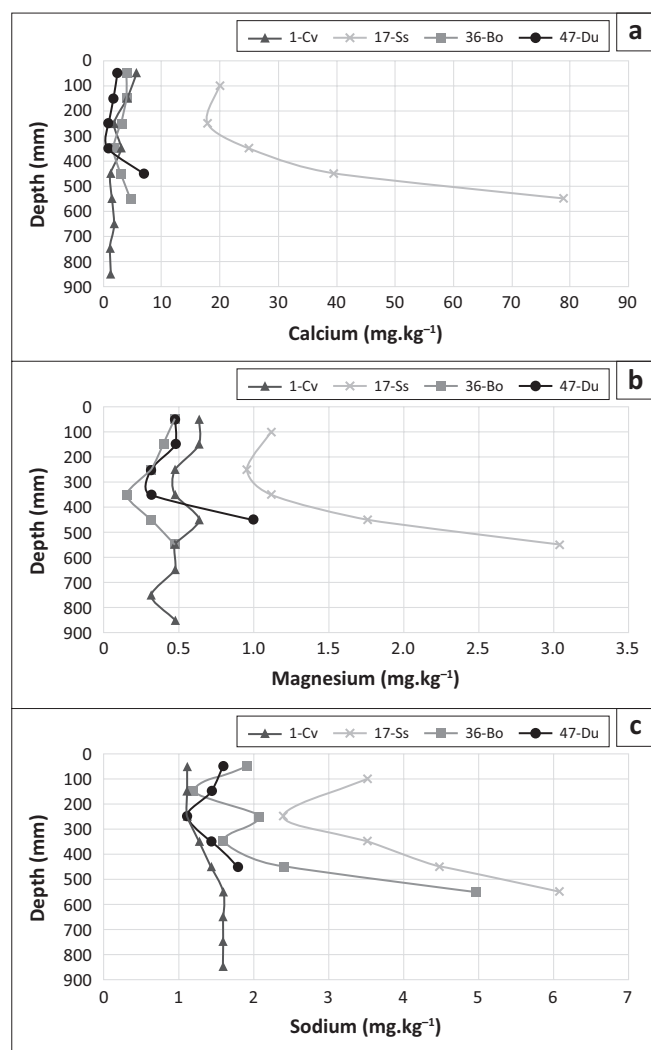 1-Cv 17-Ss 36-Bo 47-Du a
0
100
200
300
400
500
600
700
800
900
Depth (mm)
0 10 20 30 40 50 60 70 80 90
Calcium (mg.kg⁻¹)
1-Cv 17-Ss 36-Bo 47-Du b
0
100
200
300
400
500
600
700
800
900
Depth (mm)
0 0.5 1.0 1.5 2.0 2.5 3.0 3.5
Magnesium (mg.kg⁻¹)
1-Cv 17-Ss 36-Bo 47-Du c
0
100
200
300
400
500
600
700
800
900
Depth (mm)
0 1 2 3 4 5 6 7
Sodium (mg.kg⁻¹)